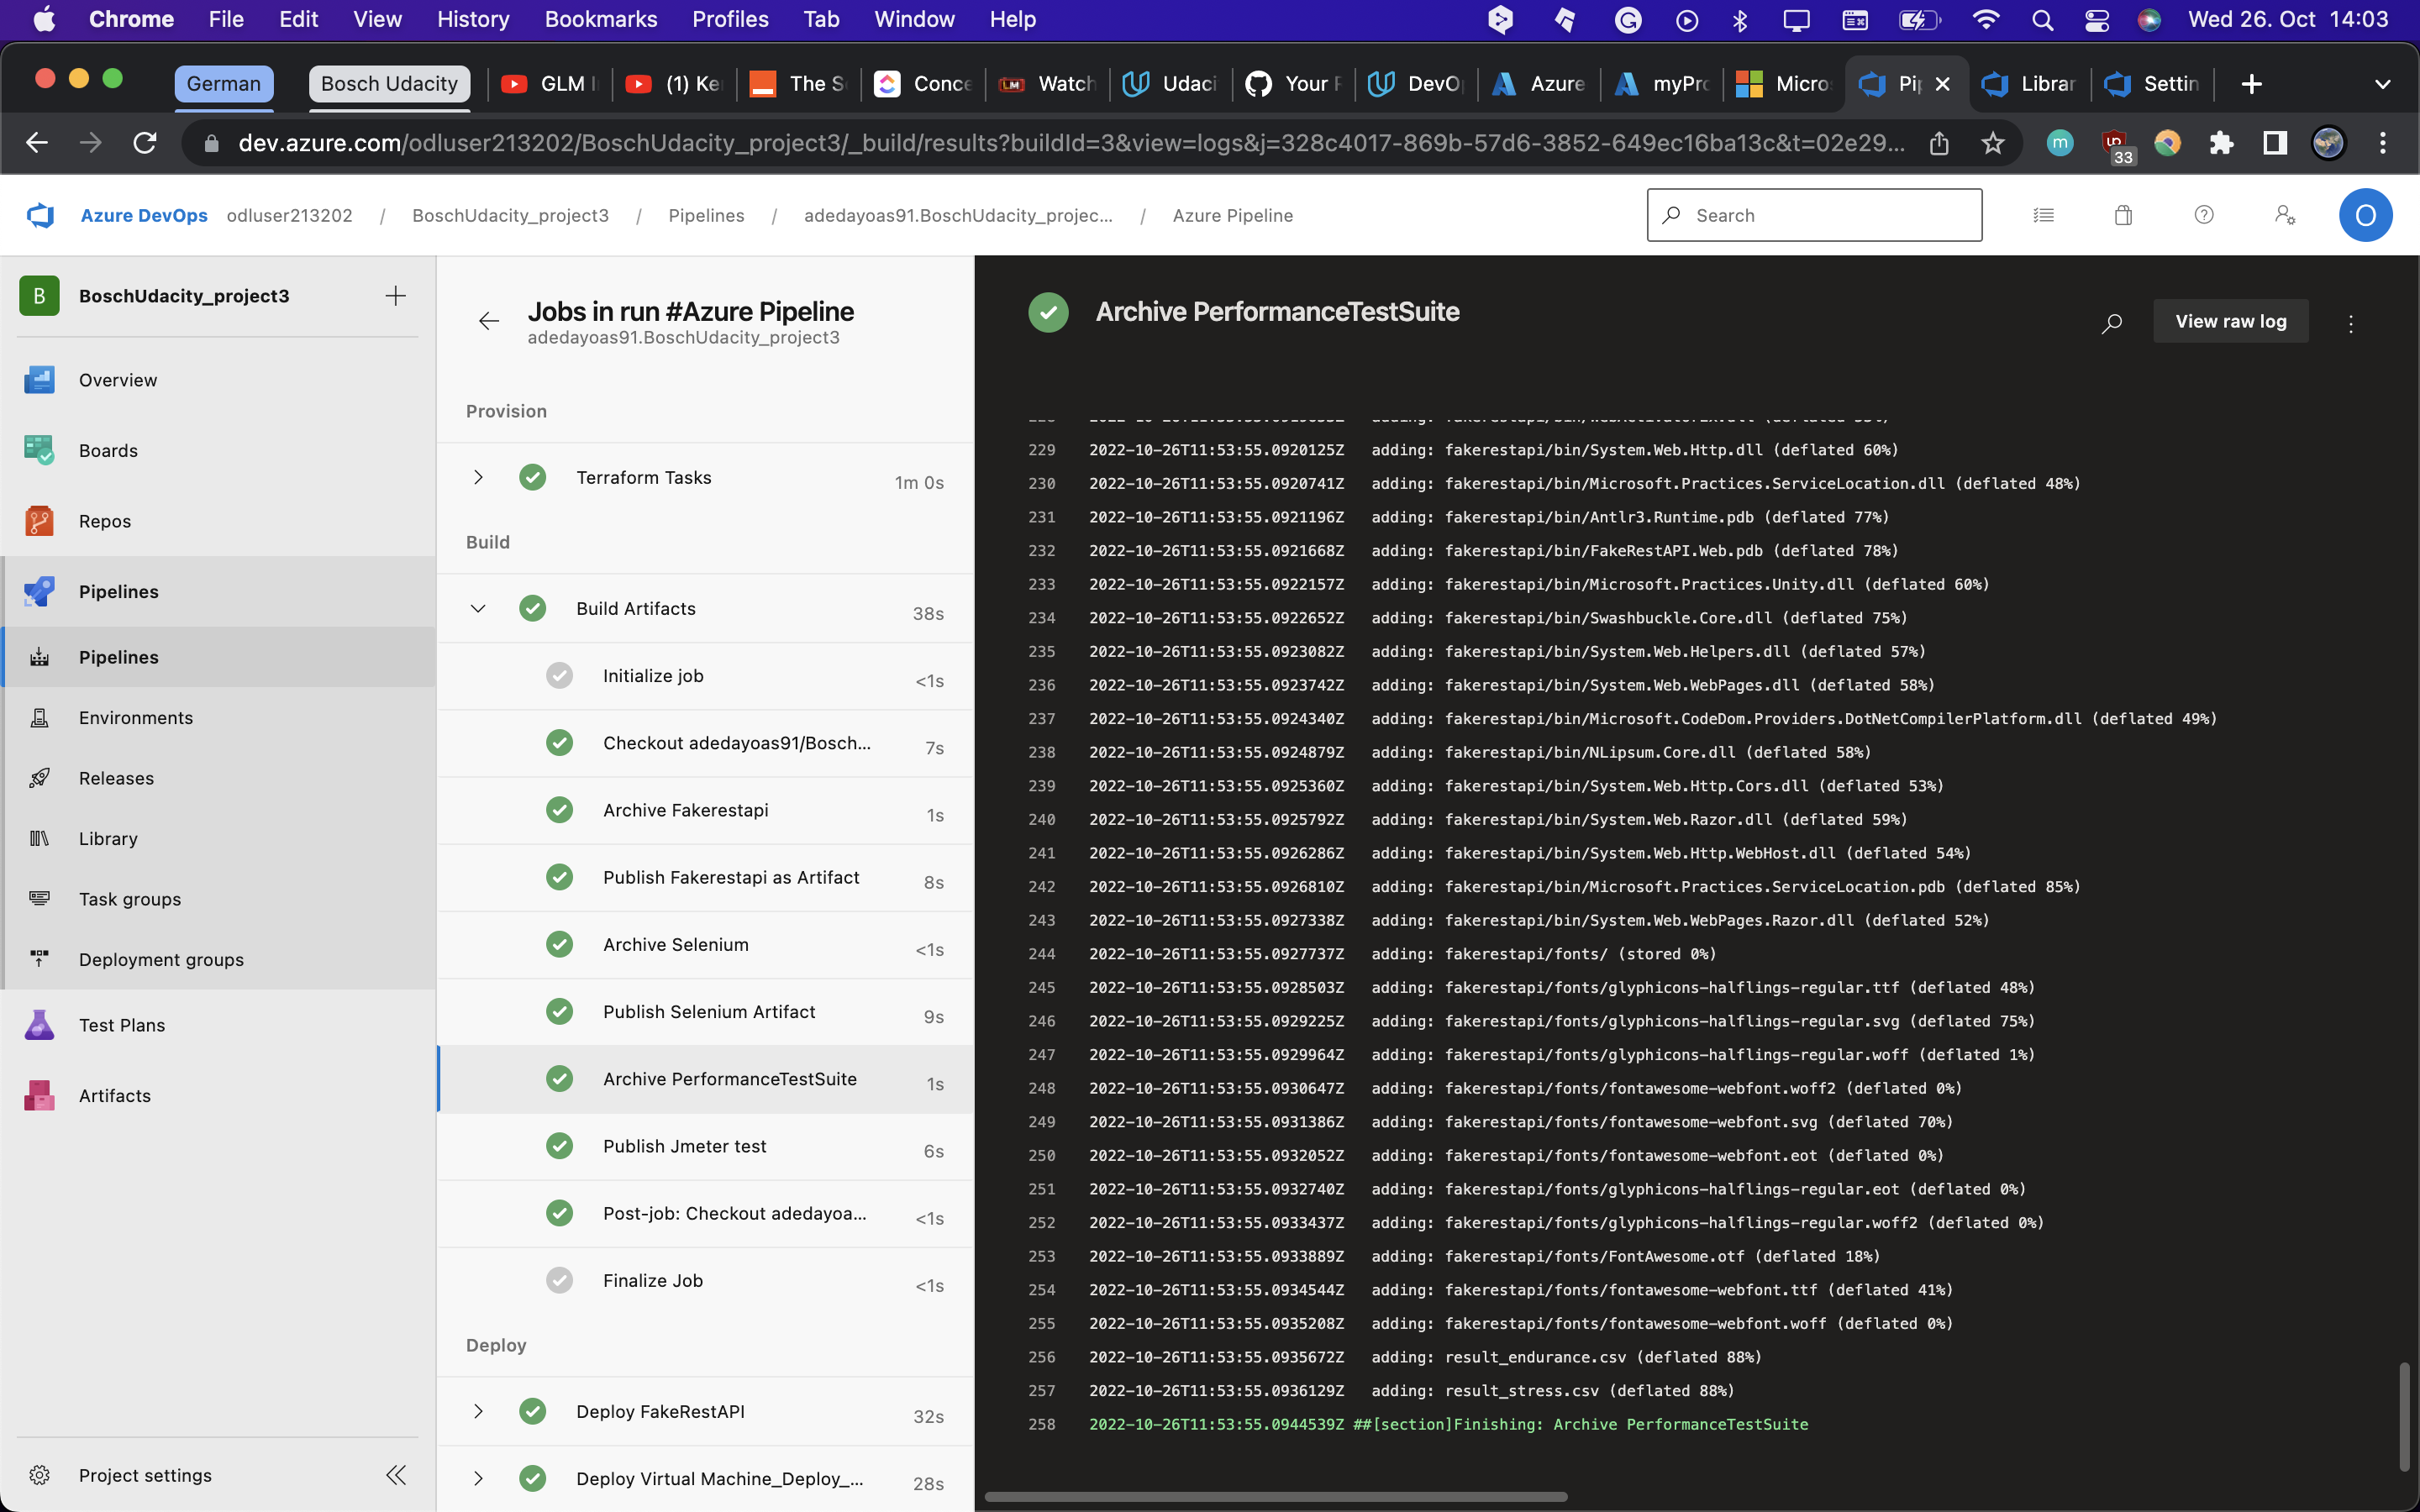 Chrome File Edit View History Bookmarks Profiles Tab Window Help Wed 26. Oct 14:03
German Bosch Udacity GLM (1) Ke The S Conce Watch Udaci Your DevO Azure myPro Micro Pi Librar Settin
dev.azure.com/odluser213202/BoschUdacity_project3/_build/results?buildId=3&view=logs&j=328c4017-869b-57d6-3852-649ec16ba13c&t=02e29... m 33
Azure DevOps odluser213202 / BoschUdacity_project3 / Pipelines / adedayoas91.BoschUdacity_projec... / Azure Pipeline Search O
B BoschUdacity_project3
Overview
Boards
Repos
Pipelines
Pipelines
Environments
Releases
Library
Task groups
Deployment groups
Test Plans
Artifacts
Project settings
Jobs in run #Azure Pipeline
adedayoas91.BoschUdacity_project3
Provision
Terraform Tasks 1m 0s
Build
Build Artifacts 38s
Initialize job <1s
Checkout adedayoas91/Bosch... 7s
Archive Fakerestapi 1s
Publish Fakerestapi as Artifact 8s
Archive Selenium <1s
Publish Selenium Artifact 9s
Archive PerformanceTestSuite 1s
Publish Jmeter test 6s
Post-job: Checkout adedayoa... <1s
Finalize Job <1s
Deploy
Deploy FakeRestAPI 32s
Deploy Virtual Machine_Deploy_... 28s
Archive PerformanceTestSuite
View raw log
229 2022-10-26T11:53:55.0920125Z adding: fakerestapi/bin/System.Web.Http.dll (deflated 60%)
230 2022-10-26T11:53:55.0920741Z adding: fakerestapi/bin/Microsoft.Practices.ServiceLocation.dll (deflated 48%)
231 2022-10-26T11:53:55.0921196Z adding: fakerestapi/bin/Antlr3.Runtime.pdb (deflated 77%)
232 2022-10-26T11:53:55.0921668Z adding: fakerestapi/bin/FakeRestAPI.Web.pdb (deflated 78%)
233 2022-10-26T11:53:55.0922157Z adding: fakerestapi/bin/Microsoft.Practices.Unity.dll (deflated 60%)
234 2022-10-26T11:53:55.0922652Z adding: fakerestapi/bin/Swashbuckle.Core.dll (deflated 75%)
235 2022-10-26T11:53:55.0923082Z adding: fakerestapi/bin/System.Web.Helpers.dll (deflated 57%)
236 2022-10-26T11:53:55.0923742Z adding: fakerestapi/bin/System.Web.WebPages.dll (deflated 58%)
237 2022-10-26T11:53:55.0924340Z adding: fakerestapi/bin/Microsoft.CodeDom.Providers.DotNetCompilerPlatform.dll (deflated 49%)
238 2022-10-26T11:53:55.0924879Z adding: fakerestapi/bin/NLipsum.Core.dll (deflated 58%)
239 2022-10-26T11:53:55.0925360Z adding: fakerestapi/bin/System.Web.Http.Cors.dll (deflated 53%)
240 2022-10-26T11:53:55.0925792Z adding: fakerestapi/bin/System.Web.Razor.dll (deflated 59%)
241 2022-10-26T11:53:55.0926286Z adding: fakerestapi/bin/System.Web.Http.WebHost.dll (deflated 54%)
242 2022-10-26T11:53:55.0926810Z adding: fakerestapi/bin/Microsoft.Practices.ServiceLocation.pdb (deflated 85%)
243 2022-10-26T11:53:55.0927338Z adding: fakerestapi/bin/System.Web.WebPages.Razor.dll (deflated 52%)
244 2022-10-26T11:53:55.0927737Z adding: fakerestapi/fonts/ (stored 0%)
245 2022-10-26T11:53:55.0928503Z adding: fakerestapi/fonts/glyphicons-halflings-regular.ttf (deflated 48%)
246 2022-10-26T11:53:55.0929225Z adding: fakerestapi/fonts/glyphicons-halflings-regular.svg (deflated 75%)
247 2022-10-26T11:53:55.0929964Z adding: fakerestapi/fonts/glyphicons-halflings-regular.woff (deflated 1%)
248 2022-10-26T11:53:55.0930647Z adding: fakerestapi/fonts/fontawesome-webfont.woff2 (deflated 0%)
249 2022-10-26T11:53:55.0931386Z adding: fakerestapi/fonts/fontawesome-webfont.svg (deflated 70%)
250 2022-10-26T11:53:55.0932052Z adding: fakerestapi/fonts/fontawesome-webfont.eot (deflated 0%)
251 2022-10-26T11:53:55.0932740Z adding: fakerestapi/fonts/glyphicons-halflings-regular.eot (deflated 0%)
252 2022-10-26T11:53:55.0933437Z adding: fakerestapi/fonts/glyphicons-halflings-regular.woff2 (deflated 0%)
253 2022-10-26T11:53:55.0933889Z adding: fakerestapi/fonts/FontAwesome.otf (deflated 18%)
254 2022-10-26T11:53:55.0934544Z adding: fakerestapi/fonts/fontawesome-webfont.ttf (deflated 41%)
255 2022-10-26T11:53:55.0935208Z adding: fakerestapi/fonts/fontawesome-webfont.woff (deflated 0%)
256 2022-10-26T11:53:55.0935672Z adding: result_endurance.csv (deflated 88%)
257 2022-10-26T11:53:55.0936129Z adding: result_stress.csv (deflated 88%)
258 2022-10-26T11:53:55.0944539Z ##[section]Finishing: Archive PerformanceTestSuite